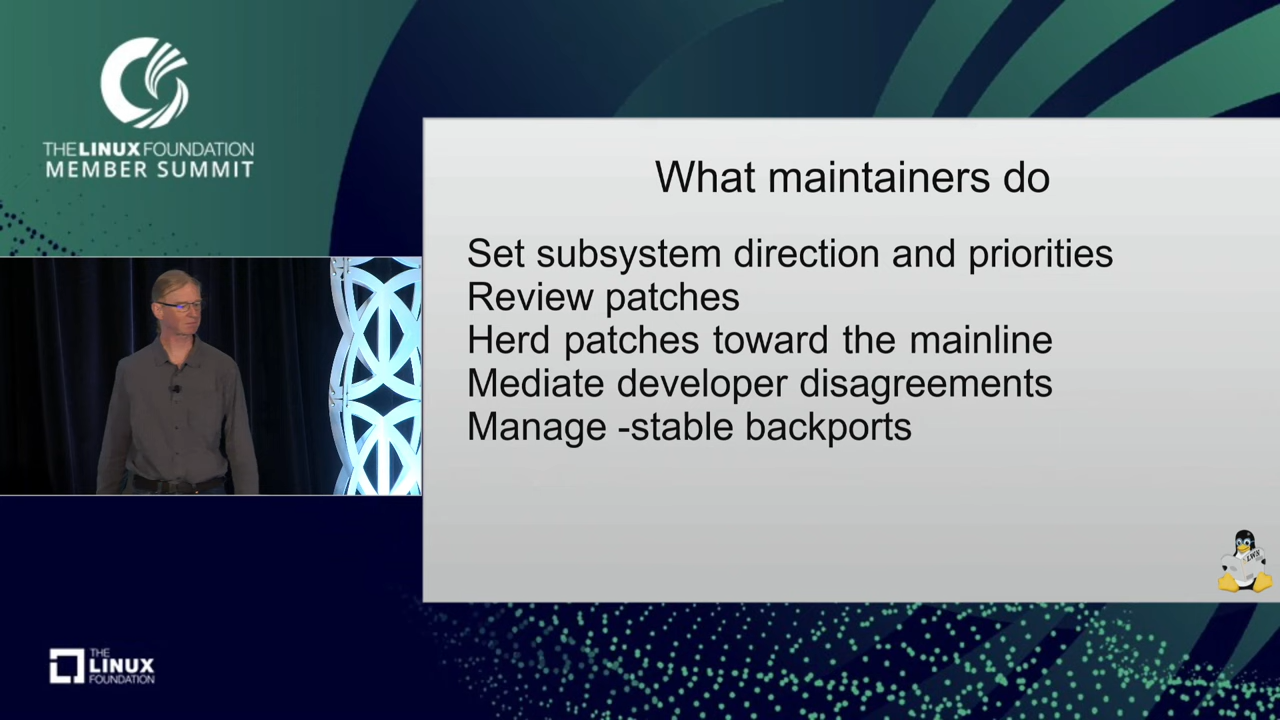 THE LINUX FOUNDATION
MEMBER SUMMIT
What maintainers do
Set subsystem direction and priorities
Review patches
Herd patches toward the mainline
Mediate developer disagreements
Manage -stable backports
LWN
THE
LINUX
FOUNDATION